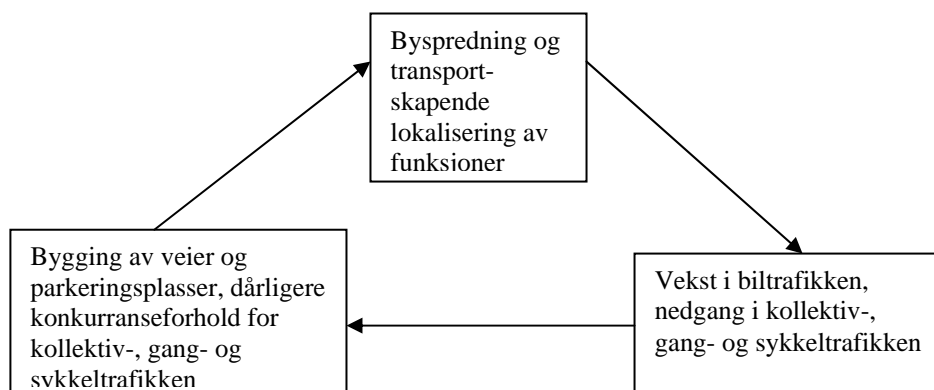 Byspredning og
transport-
skapende
lokalisering av
funksjoner
Bygging av veier og
parkeringsplasser, dårligere
konkurranseforhold for
kollektiv-, gang- og
sykkeltrafikken
Vekst i biltrafikken,
nedgang i kollektiv-,
gang- og sykkeltrafikken